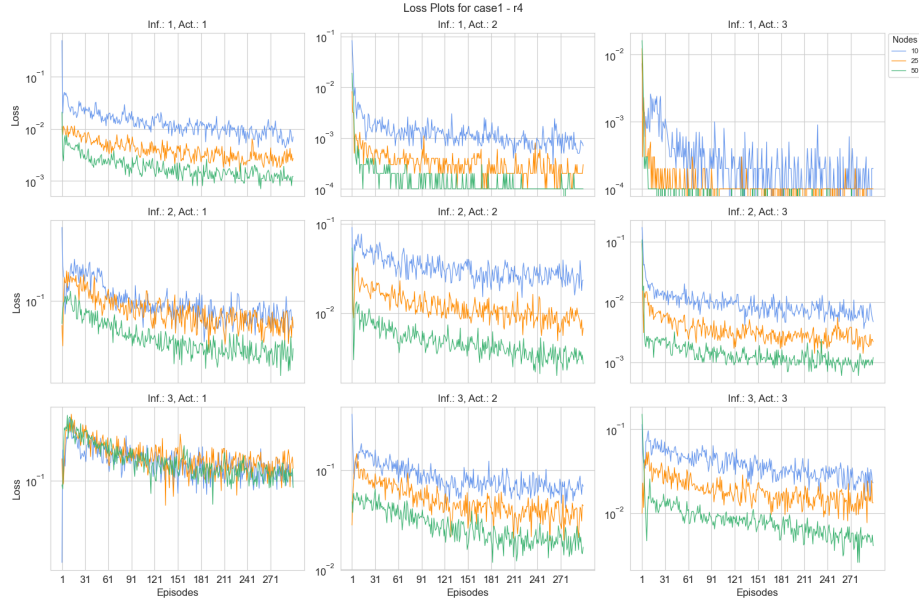 Loss Plots for case1 - r4
Inf.: 1, Act.: 1
Inf.: 1, Act.: 2
Inf.: 1, Act.: 3
Nodes
10
25
50
Loss
10⁻¹
10⁻²
10⁻³
10⁻¹
10⁻²
10⁻³
10⁻⁴
10⁻²
10⁻³
10⁻⁴
Inf.: 2, Act.: 1
Inf.: 2, Act.: 2
Inf.: 2, Act.: 3
Loss
10⁻¹
10⁻²
10⁻¹
10⁻²
10⁻³
Inf.: 3, Act.: 1
Inf.: 3, Act.: 2
Inf.: 3, Act.: 3
Loss
10⁻¹
10⁻¹
10⁻²
10⁻¹
10⁻²
1 31 61 91 121 151 181 211 241 271
1 31 61 91 121 151 181 211 241 271
1 31 61 91 121 151 181 211 241 271
Episodes
Episodes
Episodes